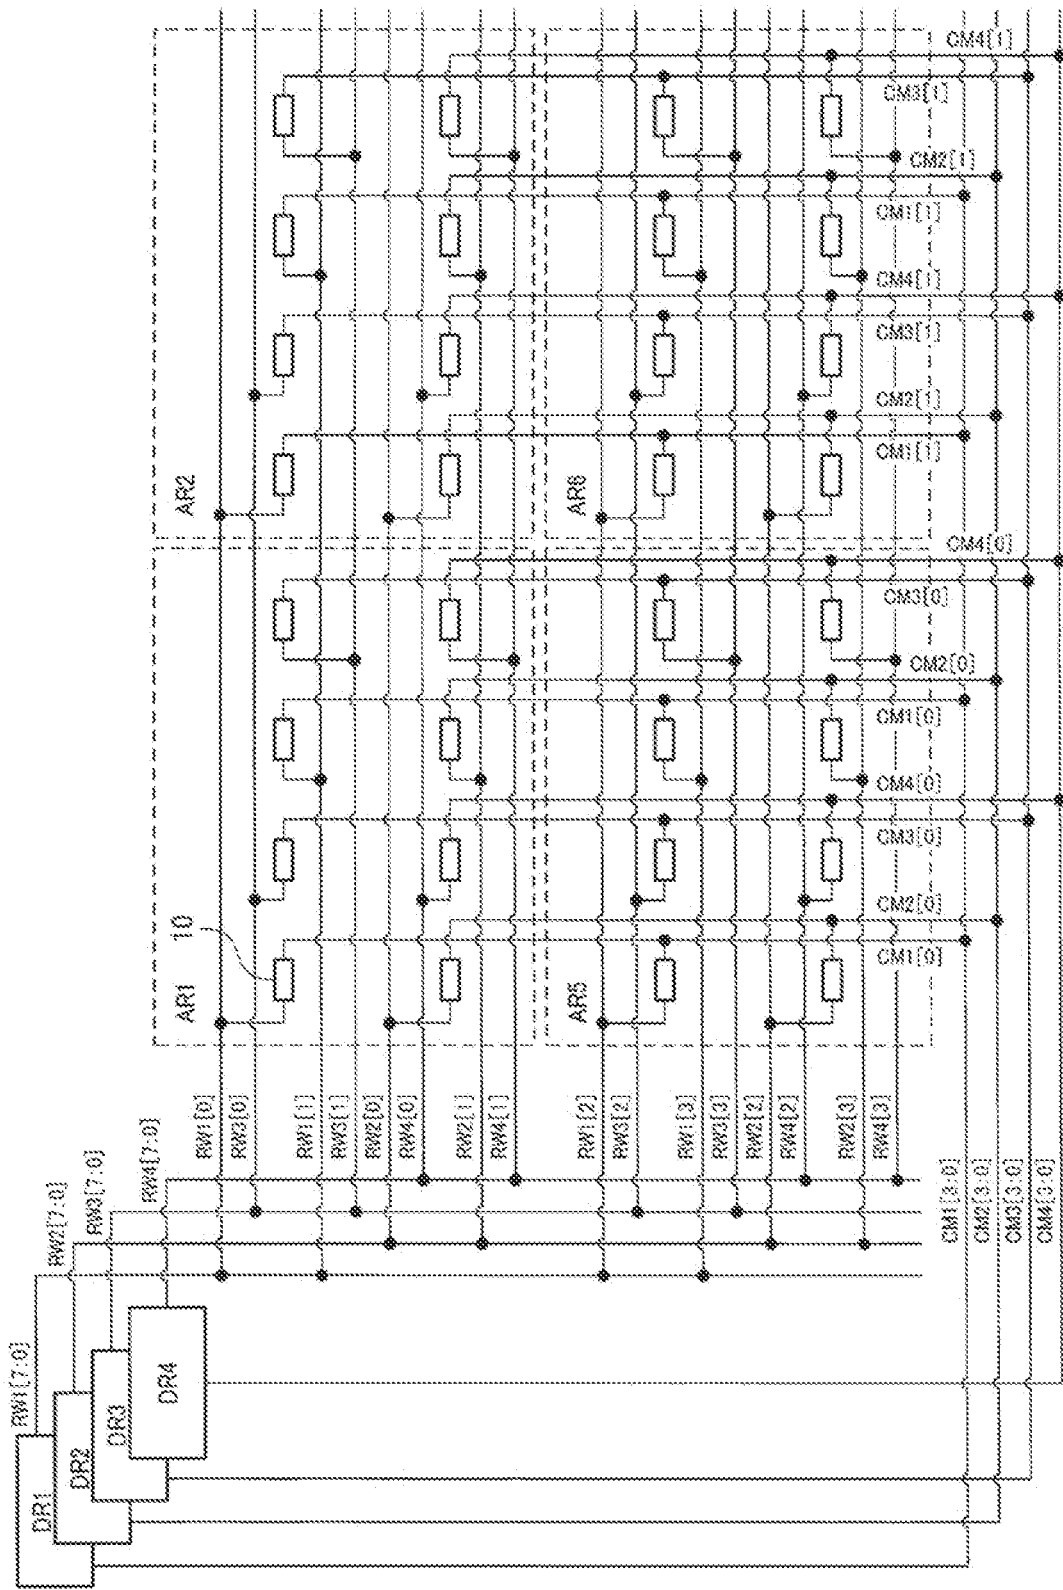 DR1
DR2
DR3
DR4
RW1[7:0]
RW2[7:0]
RW3[7:0]
RW4[7:0]
RW1[0]
RW3[0]
RW1[1]
RW3[1]
RW2[0]
RW4[0]
RW2[1]
RW4[1]
RW1[2]
RW3[2]
RW1[3]
RW3[3]
RW2[2]
RW4[2]
RW2[3]
RW4[3]
CM1[3:0]
CM2[3:0]
CM3[3:0]
CM4[3:0]
AR1
10
AR5
CM1[0]
CM2[0]
CM3[0]
CM4[0]
CM1[0]
CM2[0]
CM3[0]
CM4[0]
AR2
AR6
CM1[1]
CM2[1]
CM3[1]
CM4[1]
CM1[1]
CM2[1]
CM3[1]
CM4[1]